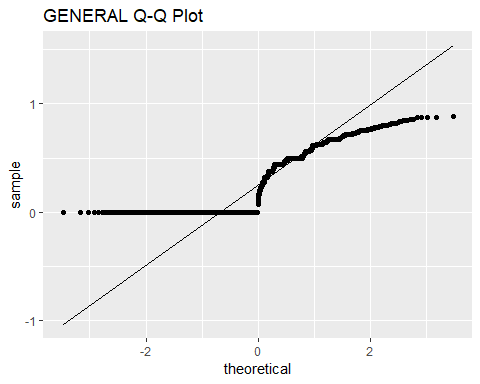 GENERAL Q-Q Plot
sample
1
0
-1
-2
0
2
theoretical